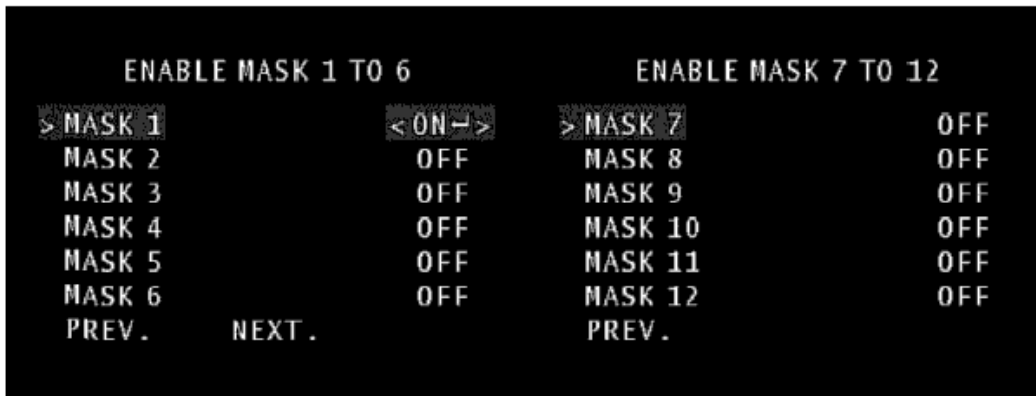 ENABLE MASK 1 TO 6
> MASK 1 <ON↵>
MASK 2 OFF
MASK 3 OFF
MASK 4 OFF
MASK 5 OFF
MASK 6 OFF
PREV. NEXT.
ENABLE MASK 7 TO 12
> MASK 7 OFF
MASK 8 OFF
MASK 9 OFF
MASK 10 OFF
MASK 11 OFF
MASK 12 OFF
PREV.